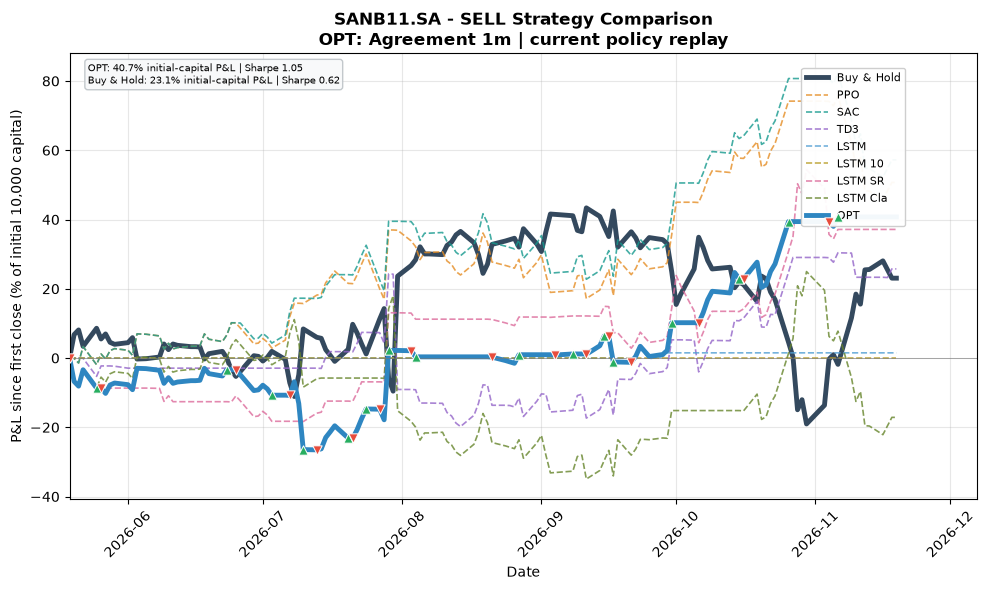 SANB11.SA - SELL Strategy Comparison
OPT: Agreement 1m | current policy replay
OPT: 40.7% initial-capital P&L | Sharpe 1.05
Buy & Hold: 23.1% initial-capital P&L | Sharpe 0.62
Buy & Hold
PPO
SAC
TD3
LSTM
LSTM 10
LSTM SR
LSTM Cla
OPT
P&L since first close (% of initial 10,000 capital)
80
60
40
20
0
−20
−40
2026-06
2026-07
2026-08
2026-09
2026-10
2026-11
2026-12
Date